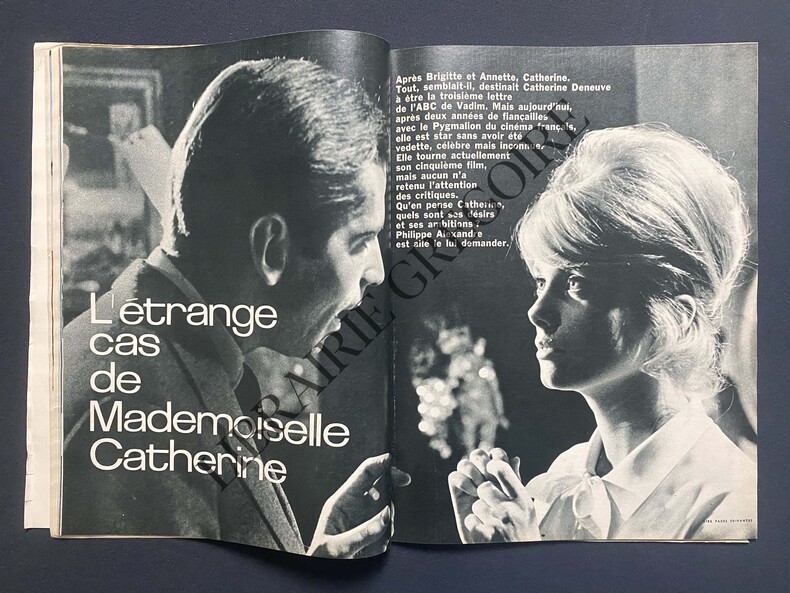 L'étrange
cas
de
Mademoiselle
Catherine
Après Brigitte et Annette, Catherine.
Tout, semblait-il, destinait Catherine Deneuve
à être la troisième lettre
de l'ABC de Vadim. Mais aujourd'hui,
après deux années de fiançailles
avec le Pygmalion du cinéma français,
elle est star sans avoir été
vedette, célèbre mais inconnue.
Elle tourne actuellement
son cinquième film,
mais aucun n'a
retenu l'attention
des critiques.
Qu'en pense Catherine,
quels sont ses désirs
et ses ambitions ?
Philippe Alexandre
est allé le lui demander.
PAGES SUIVANTES
LIBRAIRIE GREGOIRE